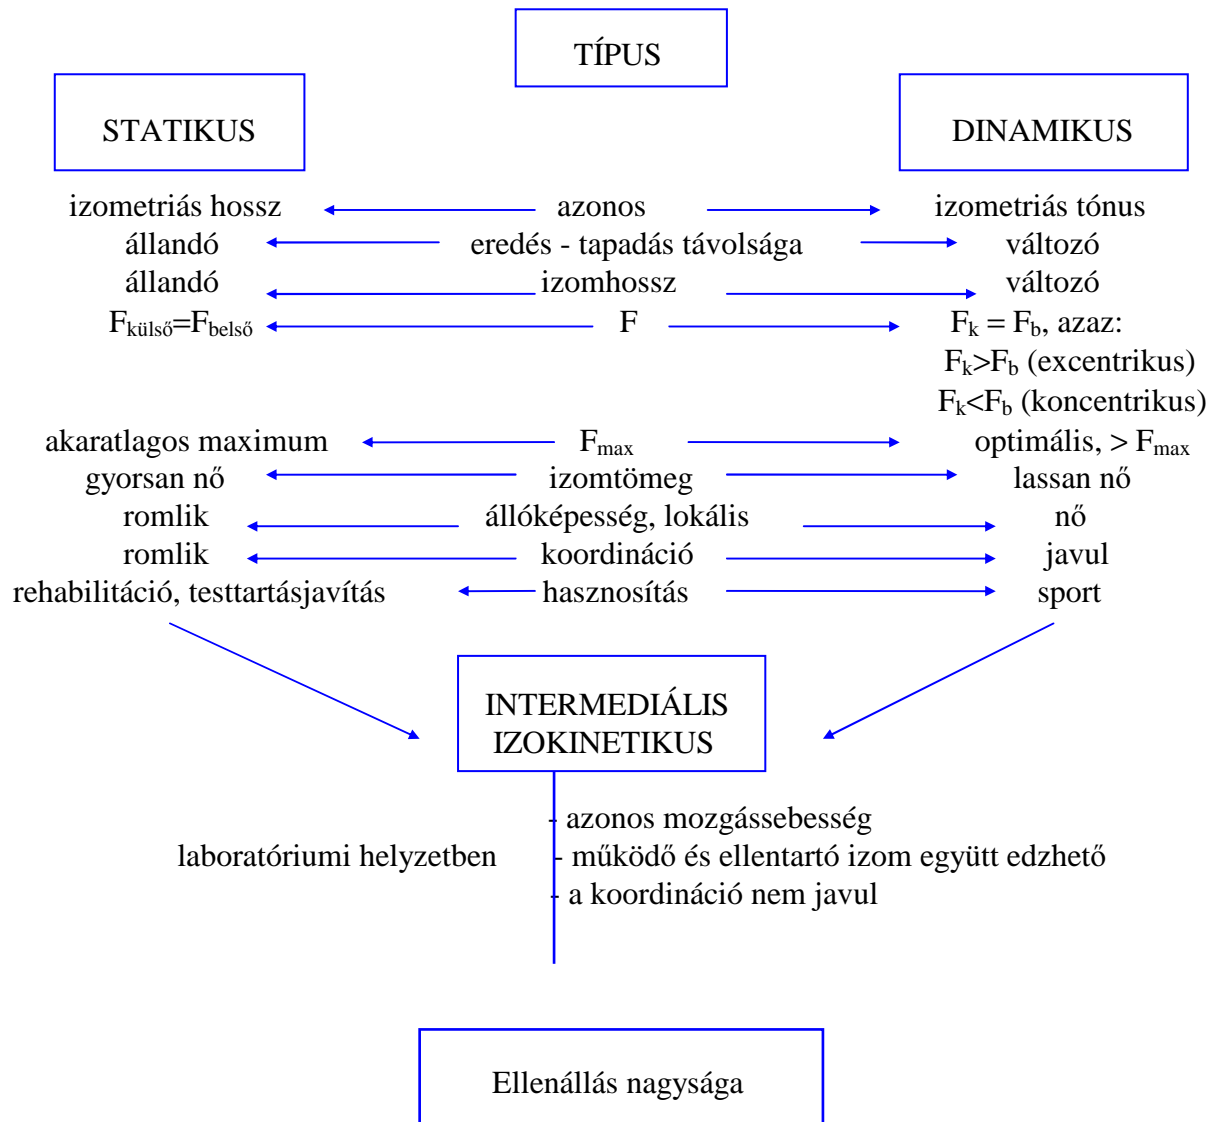 TÍPUS
STATIKUS DINAMIKUS
izometriás hossz azonos izometriás tónus
állandó eredés - tapadás távolsága változó
állandó izomhossz változó
Fkülső=Fbelső F Fk = Fb, azaz:
Fk>Fb (excentrikus)
Fk<Fb (koncentrikus)
akaratlagos maximum Fmax optimális, > Fmax
gyorsan nő izomtömeg lassan nő
romlik állóképesség, lokális nő
romlik koordináció javul
rehabilitáció, testtartásjavítás hasznosítás sport
INTERMEDIÁLIS
IZOKINETIKUS
- azonos mozgássebesség
laboratóriumi helyzetben - működő és ellentartó izom együtt edzhető
- a koordináció nem javul
Ellenállás nagysága